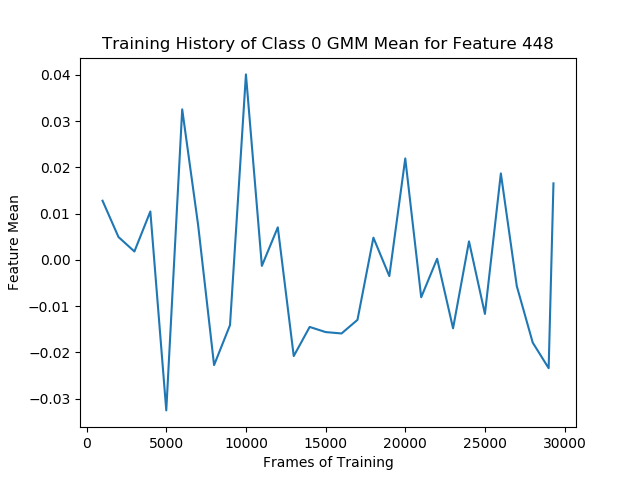 Training History of Class 0 GMM Mean for Feature 448
0.04
0.03
0.02
0.01
0.00
−0.01
−0.02
−0.03
Feature Mean
0 5000 10000 15000 20000 25000 30000
Frames of Training